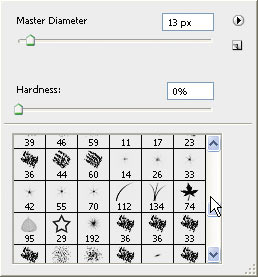 Master Diameter 13 px
Hardness: 0%
39 46 59 11 17 23
36 44 60 14 26 33
42 55 70 112 134 74
95 29 192 36 36 33